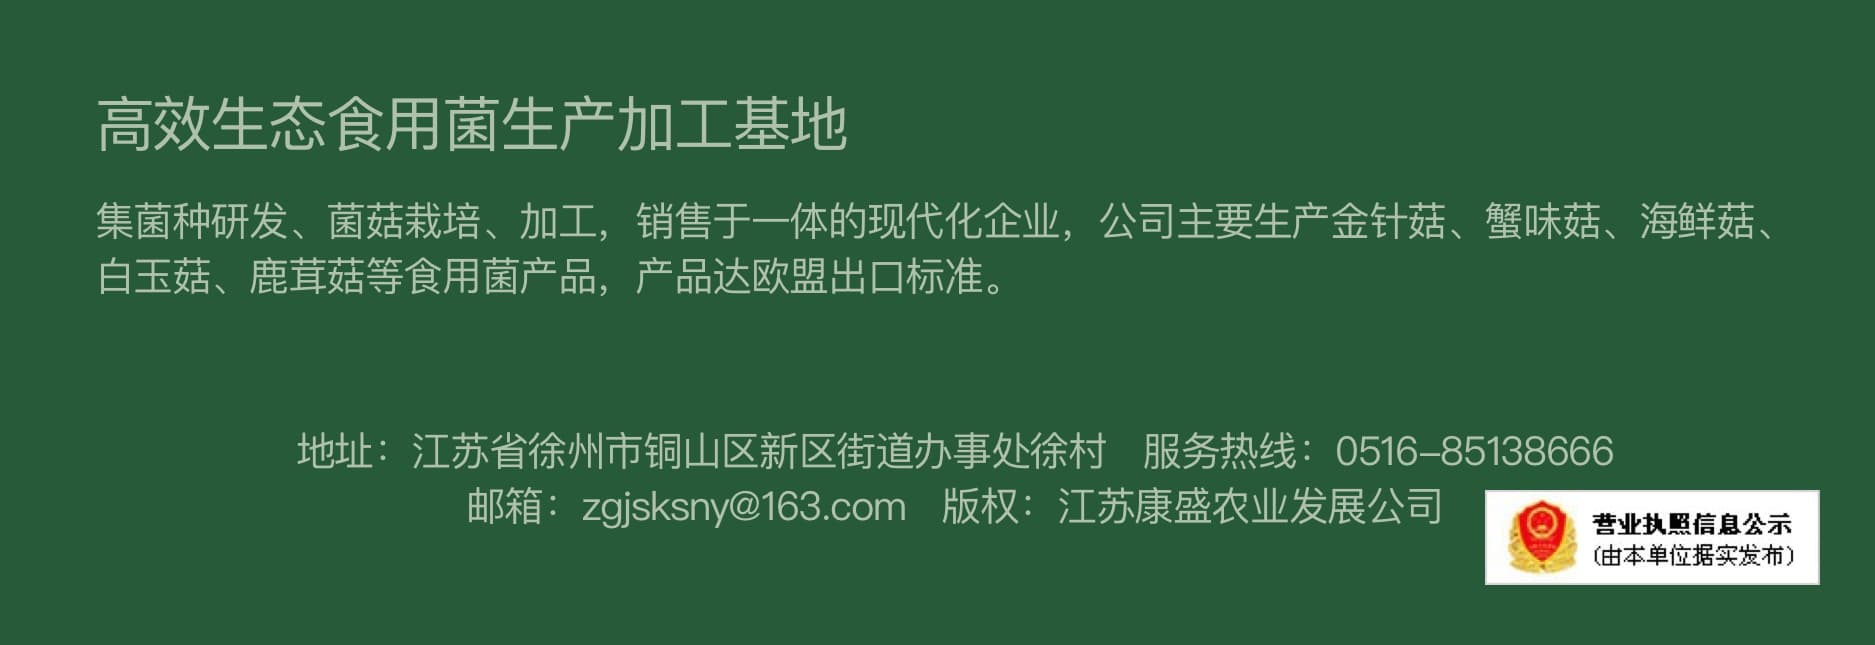 高效生态食用菌生产加工基地
集菌种研发、菌菇栽培、加工，销售于一体的现代化企业，公司主要生产金针菇、蟹味菇、海鲜菇、
白玉菇、鹿茸菇等食用菌产品，产品达欧盟出口标准。
地址：江苏省徐州市铜山区新区街道办事处徐村　服务热线：0516-85138666
邮箱：zgjsksny@163.com　版权：江苏康盛农业发展公司
营业执照信息公示
(由本单位据实发布)